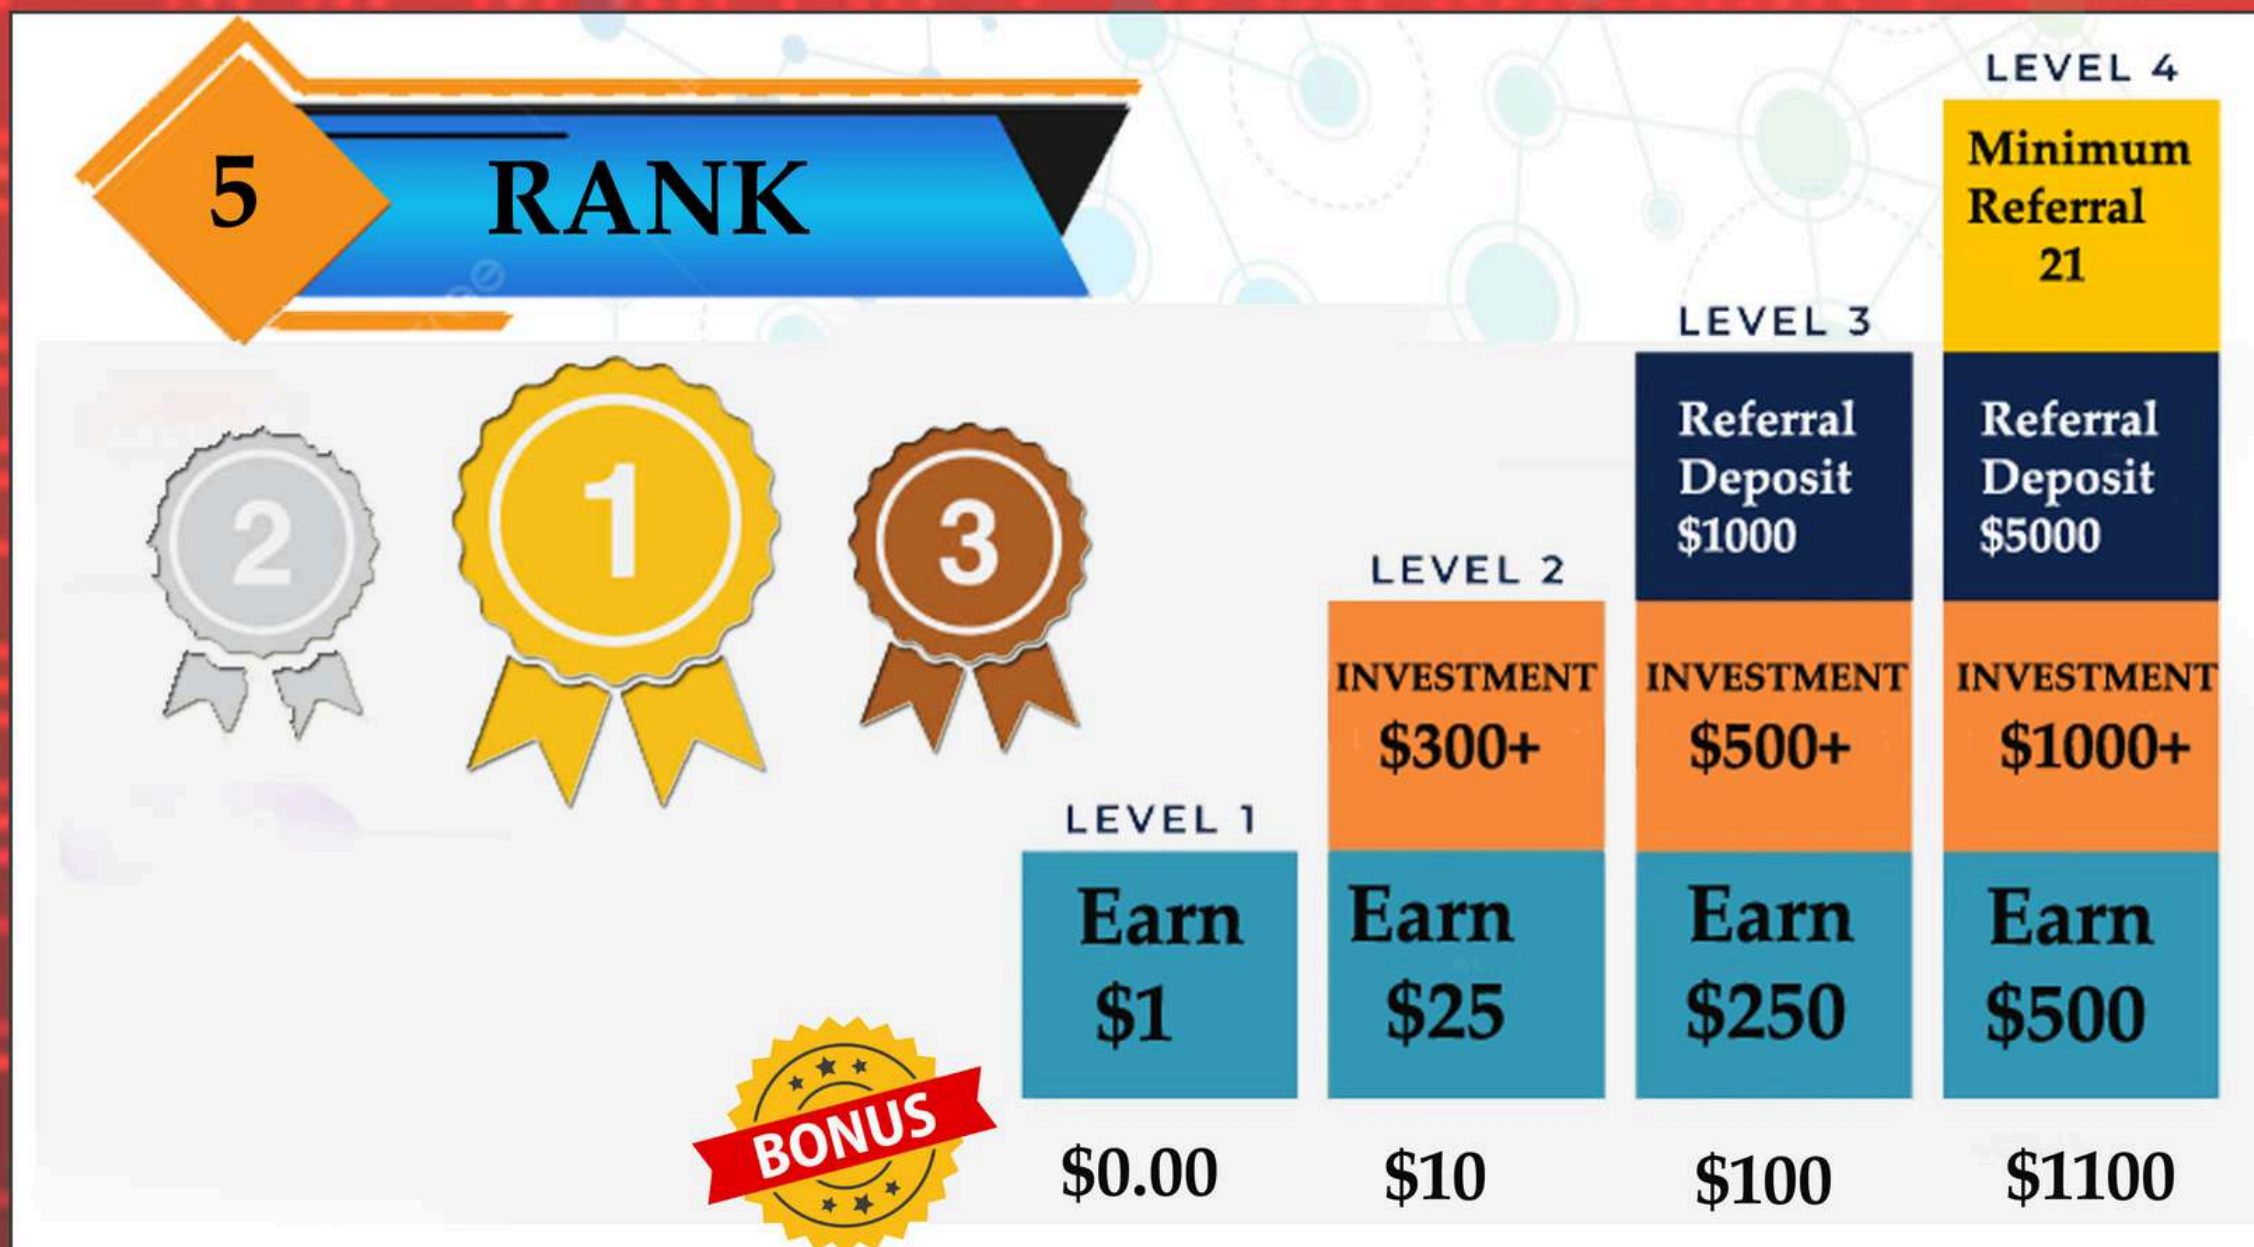 5
RANK
2
1
3
LEVEL 1
Earn
$1
$0.00
LEVEL 2
INVESTMENT
$300+
Earn
$25
$10
LEVEL 3
Referral
Deposit
$1000
INVESTMENT
$500+
Earn
$250
$100
LEVEL 4
Minimum
Referral
21
Referral
Deposit
$5000
INVESTMENT
$1000+
Earn
$500
$1100
BONUS